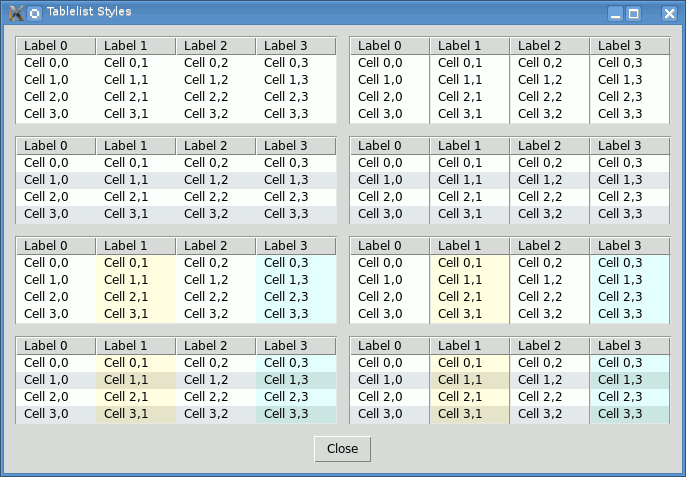 Tablelist Styles
Label 0 Label 1 Label 2 Label 3 Label 0 Label 1 Label 2 Label 3
Cell 0,0 Cell 0,1 Cell 0,2 Cell 0,3 Cell 0,0 Cell 0,1 Cell 0,2 Cell 0,3
Cell 1,0 Cell 1,1 Cell 1,2 Cell 1,3 Cell 1,0 Cell 1,1 Cell 1,2 Cell 1,3
Cell 2,0 Cell 2,1 Cell 2,2 Cell 2,3 Cell 2,0 Cell 2,1 Cell 2,2 Cell 2,3
Cell 3,0 Cell 3,1 Cell 3,2 Cell 3,3 Cell 3,0 Cell 3,1 Cell 3,2 Cell 3,3
Label 0 Label 1 Label 2 Label 3 Label 0 Label 1 Label 2 Label 3
Cell 0,0 Cell 0,1 Cell 0,2 Cell 0,3 Cell 0,0 Cell 0,1 Cell 0,2 Cell 0,3
Cell 1,0 Cell 1,1 Cell 1,2 Cell 1,3 Cell 1,0 Cell 1,1 Cell 1,2 Cell 1,3
Cell 2,0 Cell 2,1 Cell 2,2 Cell 2,3 Cell 2,0 Cell 2,1 Cell 2,2 Cell 2,3
Cell 3,0 Cell 3,1 Cell 3,2 Cell 3,3 Cell 3,0 Cell 3,1 Cell 3,2 Cell 3,3
Label 0 Label 1 Label 2 Label 3 Label 0 Label 1 Label 2 Label 3
Cell 0,0 Cell 0,1 Cell 0,2 Cell 0,3 Cell 0,0 Cell 0,1 Cell 0,2 Cell 0,3
Cell 1,0 Cell 1,1 Cell 1,2 Cell 1,3 Cell 1,0 Cell 1,1 Cell 1,2 Cell 1,3
Cell 2,0 Cell 2,1 Cell 2,2 Cell 2,3 Cell 2,0 Cell 2,1 Cell 2,2 Cell 2,3
Cell 3,0 Cell 3,1 Cell 3,2 Cell 3,3 Cell 3,0 Cell 3,1 Cell 3,2 Cell 3,3
Label 0 Label 1 Label 2 Label 3 Label 0 Label 1 Label 2 Label 3
Cell 0,0 Cell 0,1 Cell 0,2 Cell 0,3 Cell 0,0 Cell 0,1 Cell 0,2 Cell 0,3
Cell 1,0 Cell 1,1 Cell 1,2 Cell 1,3 Cell 1,0 Cell 1,1 Cell 1,2 Cell 1,3
Cell 2,0 Cell 2,1 Cell 2,2 Cell 2,3 Cell 2,0 Cell 2,1 Cell 2,2 Cell 2,3
Cell 3,0 Cell 3,1 Cell 3,2 Cell 3,3 Cell 3,0 Cell 3,1 Cell 3,2 Cell 3,3
Close